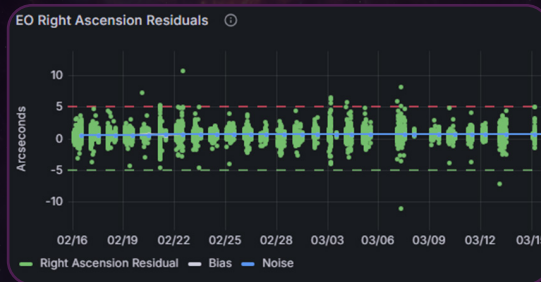 EO Right Ascension Residuals
Arcseconds
10
5
0
-5
-10
02/16 02/19 02/22 02/25 02/28 03/03 03/06 03/09 03/12
Right Ascension Residual Bias Noise